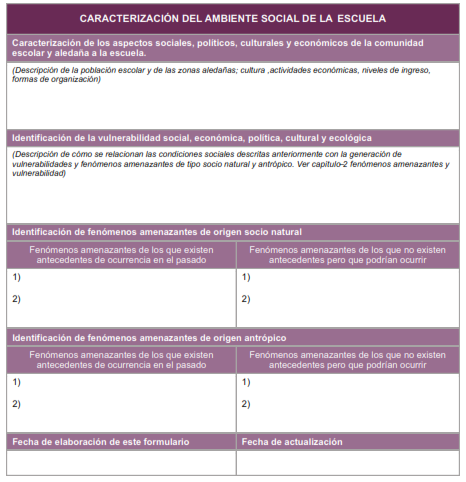 CARACTERIZACIÓN DEL AMBIENTE SOCIAL DE LA ESCUELA
Caracterización de los aspectos sociales, políticos, culturales y económicos de la comunidad
escolar y aledaña a la escuela.
(Descripción de la población escolar y de las zonas aledañas; cultura ,actividades económicas, niveles de ingreso,
formas de organización)
Identificación de la vulnerabilidad social, económica, política, cultural y ecológica
(Descripción de cómo se relacionan las condiciones sociales descritas anteriormente con la generación de
vulnerabilidades y fenómenos amenazantes de tipo socio natural y antrópico. Ver capitulo-2 fenómenos amenazantes y
vulnerabilidad)
Identificación de fenómenos amenazantes de origen socio natural
Fenómenos amenazantes de los que existen
antecedentes de ocurrencia en el pasado
Fenómenos amenazantes de los que no existen
antecedentes pero que podrían ocurrir
1)
2)
1)
2)
Identificación de fenómenos amenazantes de origen antrópico
Fenómenos amenazantes de los que existen
antecedentes de ocurrencia en el pasado
Fenómenos amenazantes de los que no existen
antecedentes pero que podrían ocurrir
1)
2)
1)
2)
Fecha de elaboración de este formulario
Fecha de actualización